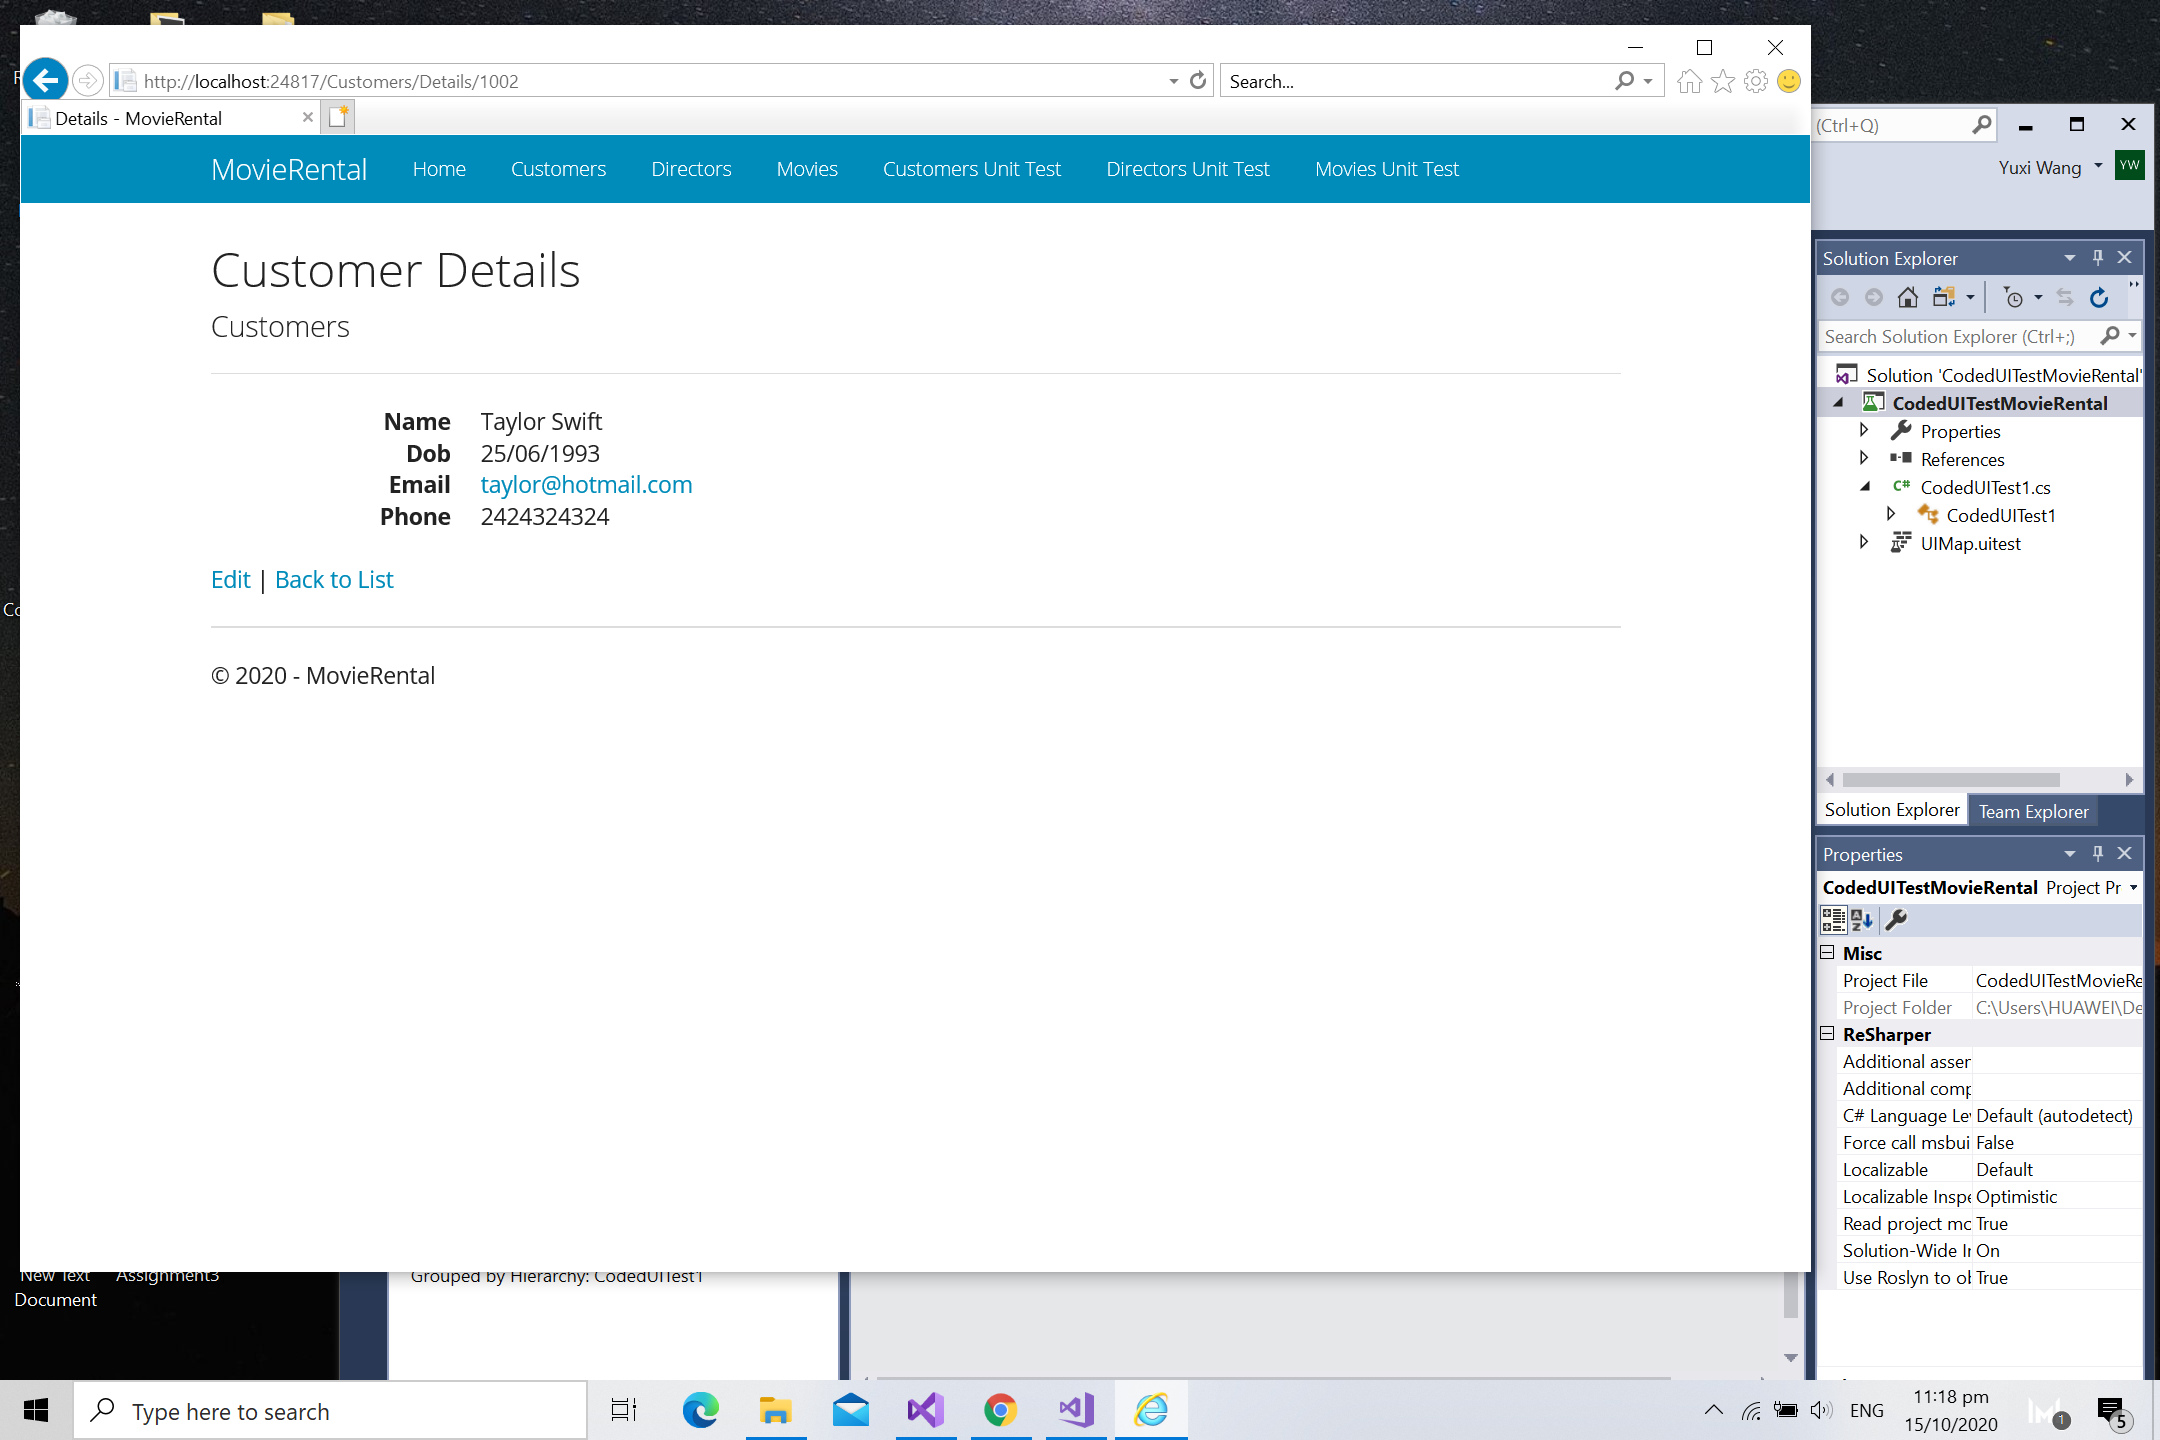 http://localhost:24817/Customers/Details/1002
Search...
Details - MovieRental
MovieRental Home Customers Directors Movies Customers Unit Test Directors Unit Test Movies Unit Test
Customer Details
Customers
Name Taylor Swift
Dob 25/06/1993
Email taylor@hotmail.com
Phone 2424324324
Edit | Back to List
© 2020 - MovieRental
(Ctrl+Q)
Yuxi Wang YW
Solution Explorer
Search Solution Explorer (Ctrl+;)
Solution 'CodedUITestMovieRental'
CodedUITestMovieRental
Properties
References
C# CodedUITest1.cs
CodedUITest1
UIMap.uitest
Solution Explorer Team Explorer
Properties
CodedUITestMovieRental Project Pr
Misc
Project File CodedUITestMovieRe
Project Folder C:\Users\HUAWEI\De
ReSharper
Additional asser
Additional comp
C# Language Lev Default (autodetect)
Force call msbui False
Localizable Default
Localizable Inspe Optimistic
Read project mo True
Solution-Wide Ir On
Use Roslyn to ob True
New Text
Document
Assignment3
Grouped by Hierarchy: CodedUITest1
Type here to search
ENG
11:18 pm
15/10/2020
1
5